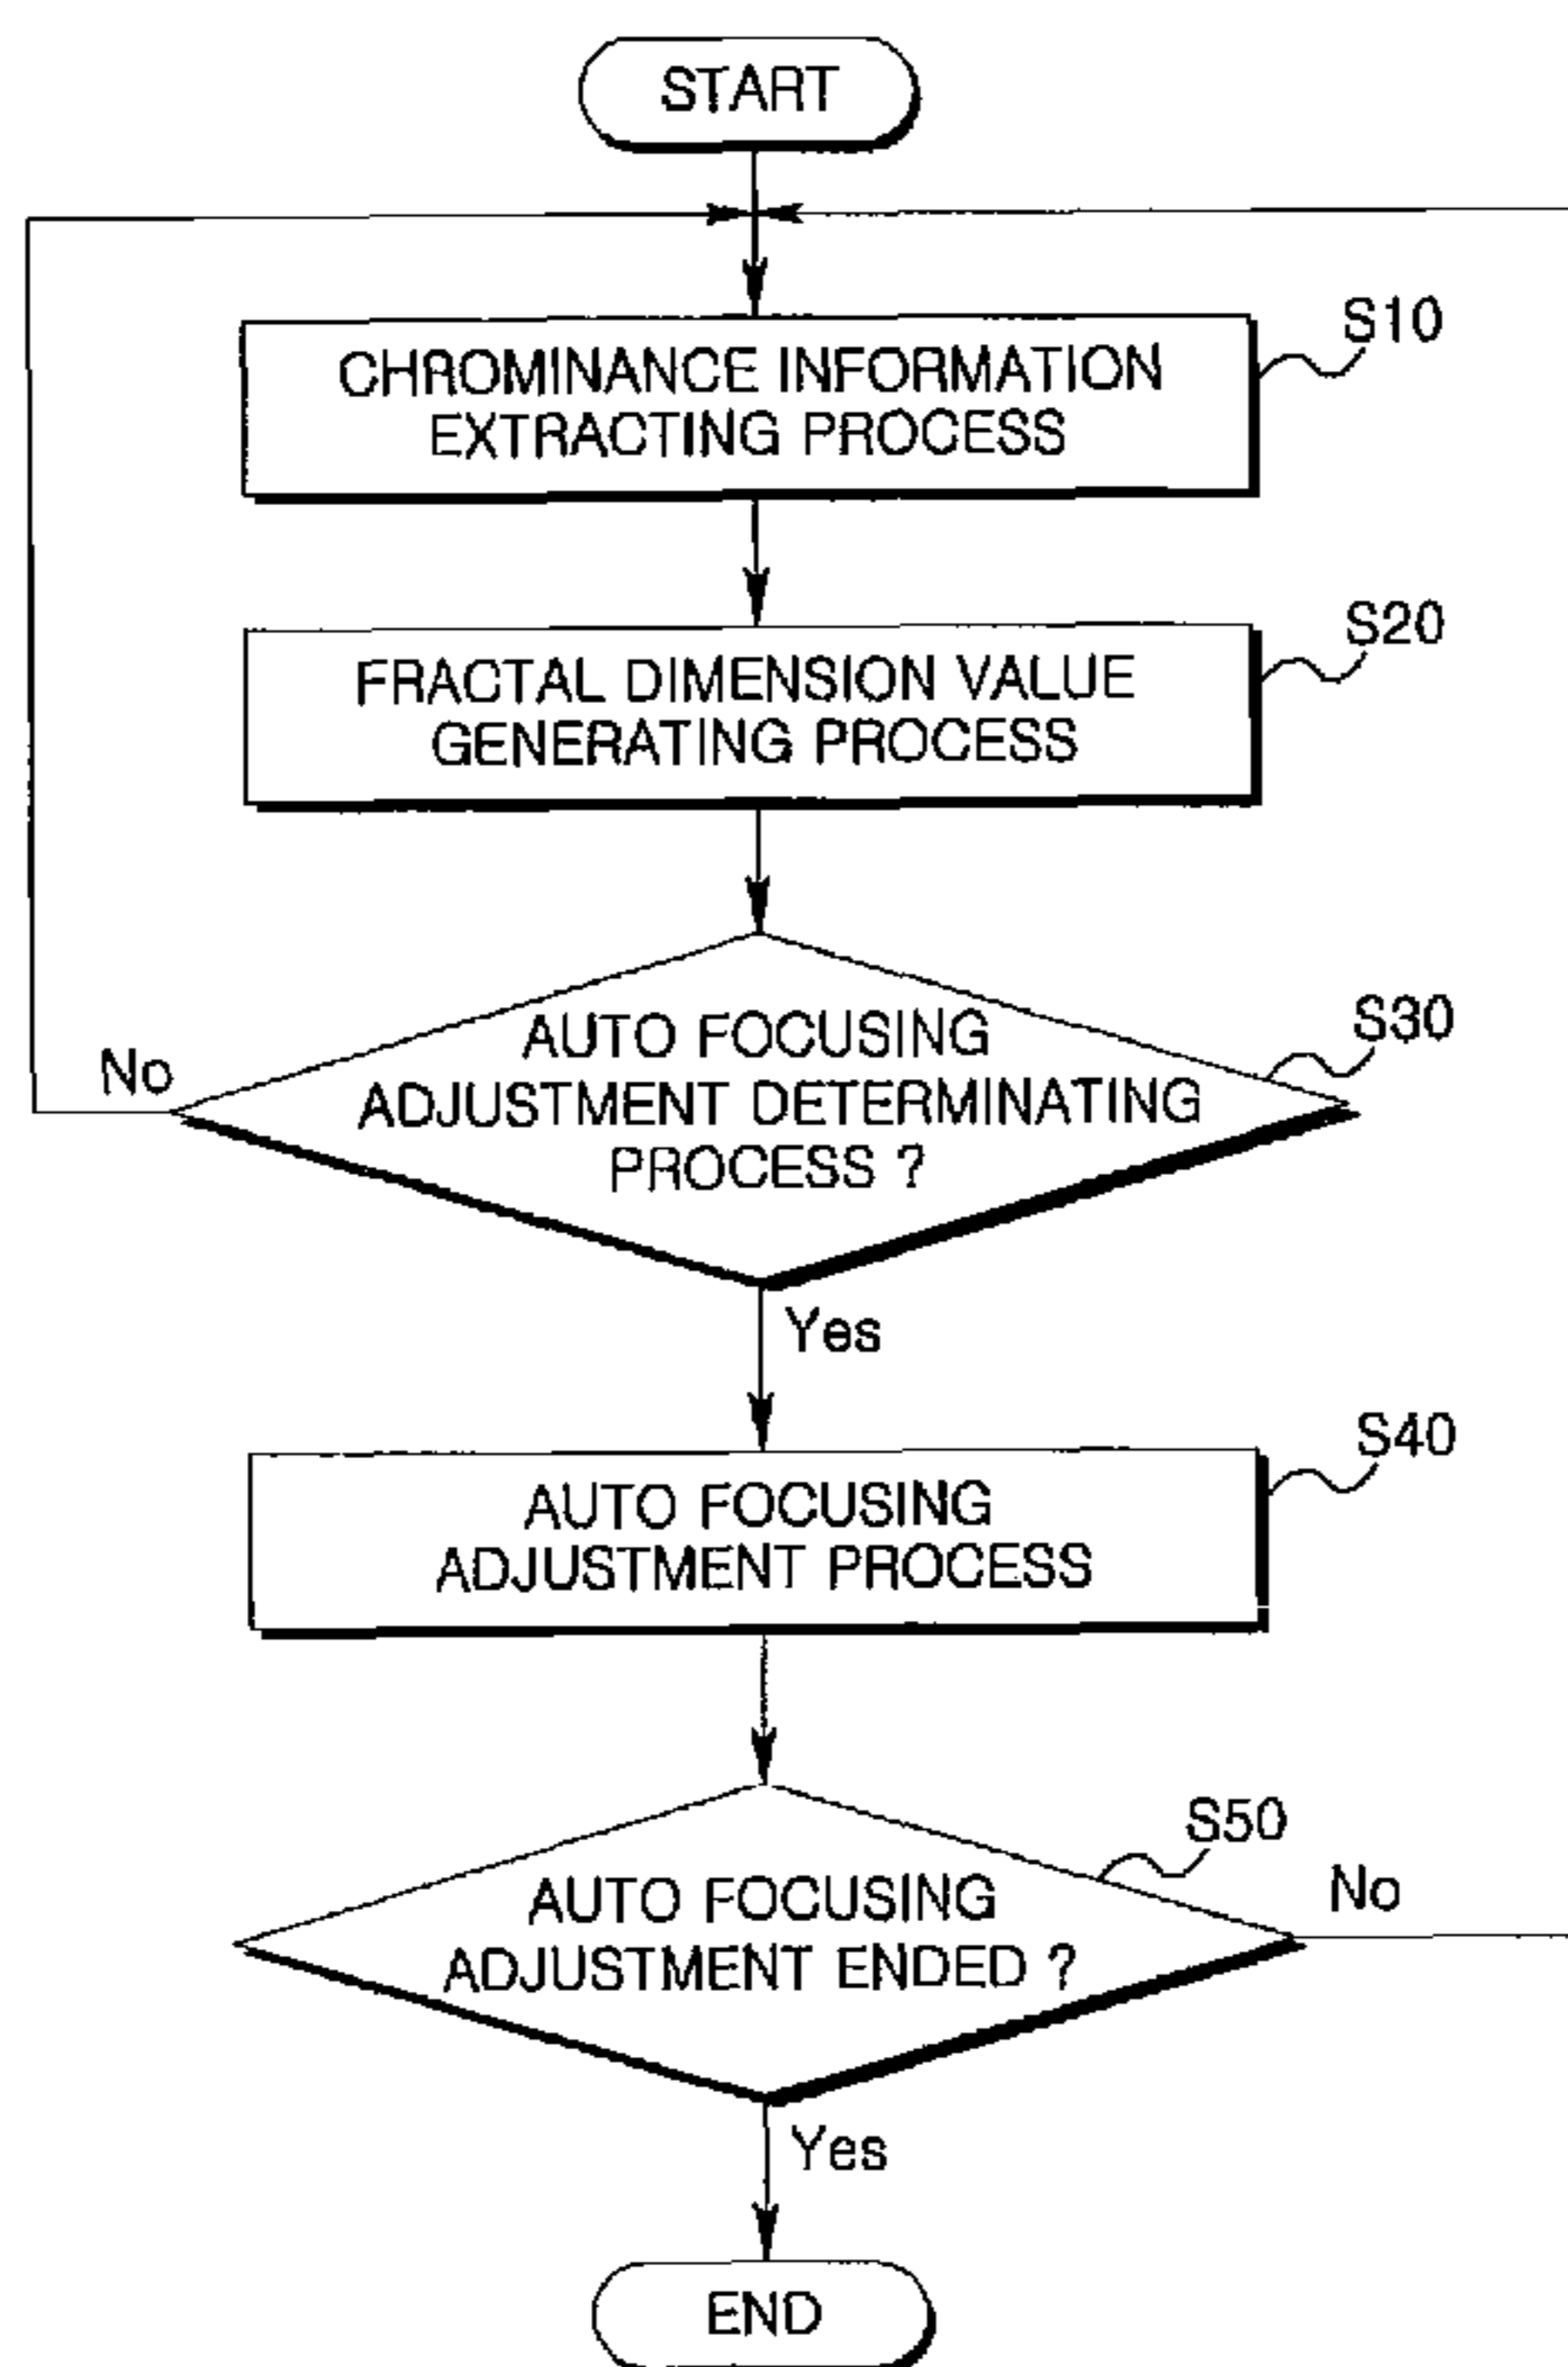 START
S10
CHROMINANCE INFORMATION
EXTRACTING PROCESS
S20
FRACTAL DIMENSION VALUE
GENERATING PROCESS
S30
AUTO FOCUSING
No
ADJUSTMENT DETERMINATING
PROCESS ?
Yes
S40
AUTO FOCUSING
ADJUSTMENT PROCESS
S50
No
AUTO FOCUSING
ADJUSTMENT ENDED ?
Yes
END